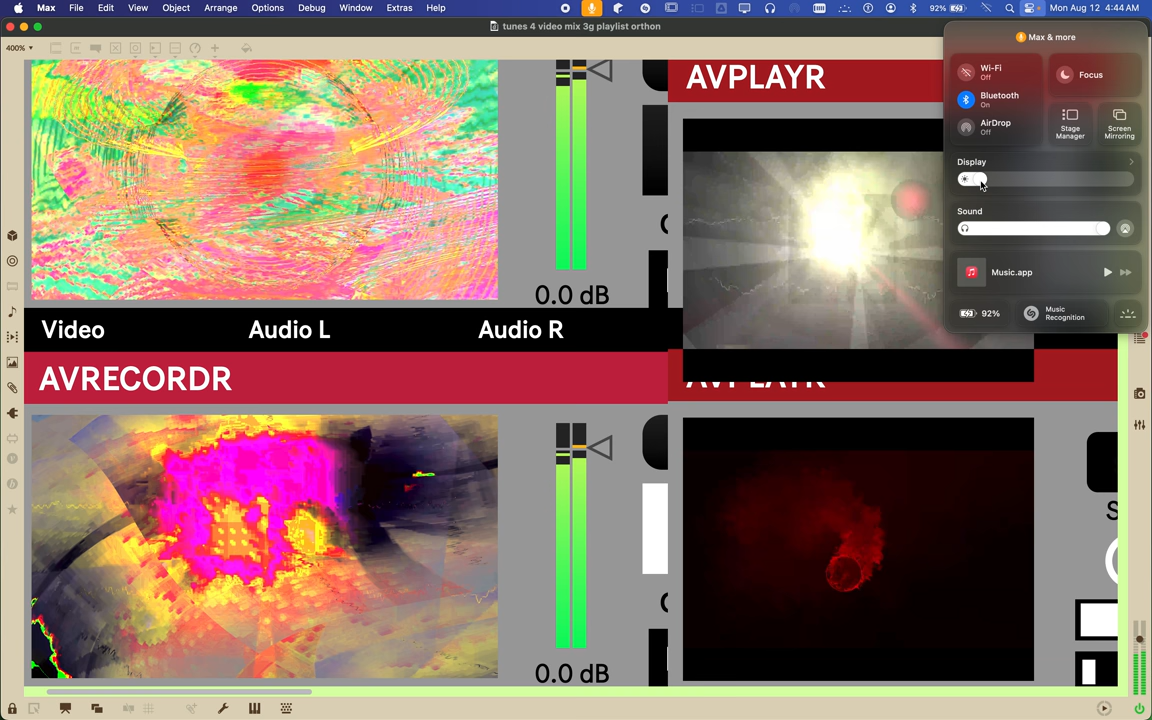 Max File Edit View Object Arrange Options Debug Window Extras Help 92% Mon Aug 12 4:44 AM
tunes 4 video mix 3g playlist orthon
400%
Max & more
Wi-Fi
Off
Focus
Bluetooth
On
AirDrop
Off
Stage
Manager
Screen
Mirroring
Display
Sound
Music.app
92%
Music
Recognition
AVPLAYR
0.0 dB
Video Audio L Audio R
AVRECORDR
AVPLAYR
0.0 dB